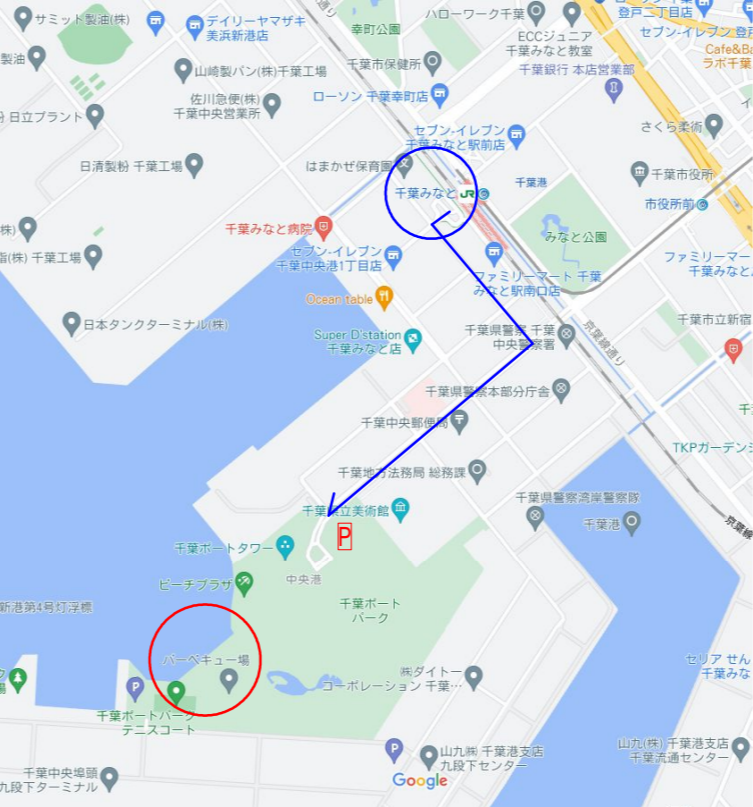 サミット製油(株)
デイリーヤマザキ
美浜新港店
幸町公園
ハローワーク千葉
登戸二丁目店
ECCジュニア
千葉みなと教室
セブン-イレブン 登戸
Cafe&Ba
ラボ千葉
製油
山崎製パン(株)千葉工場
千葉市保健所
千葉銀行 本店営業部
佐川急便(株)
千葉中央営業所
ローソン 千葉幸町店
日立プラント
セブン-イレブン
千葉みなと駅前店
さくら柔術
日清製粉 千葉工場
はまかぜ保育園
千葉市役所
千葉みなと
JR
千葉港
市役所前
株)
千葉みなと病院
みなと公園
(株) 千葉工場
セブン-イレブン
千葉中央港1丁目店
ファミリーマート 千葉
みなと駅南口店
ファミリーマー
千葉みなと
Ocean table
日本タンクターミナル(株)
Super D'station
千葉みなと店
千葉県警察 千葉
中央警察署
京葉線通り
千葉市立新宿
千葉県警察本部分庁舎
千葉中央郵便局
TKPガーデン
千葉地方法務局 総務課
千葉県警察湾岸警察隊
千葉県立美術館
千葉港
P
京葉線
千葉ポートタワー
中央港
ビーチプラザ
新港第4号灯浮標
千葉ポート
パーク
バーベキュー場
セリア せん
千葉みな
㈱ダイトー
コーポレーション 千葉…
P
千葉ポートパーク
テニスコート
P
山九㈱ 千葉港支店
九段下センター
山九(株) 千葉港支店
千葉流通センター
千葉中央埠頭
九段下ターミナル
Google